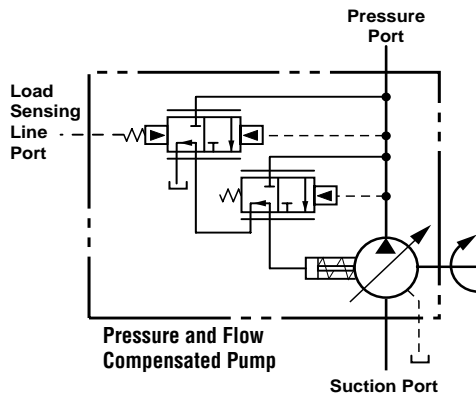 Pressure
Port
Load
Sensing
Line
Port
Pressure and Flow
Compensated Pump
Suction Port